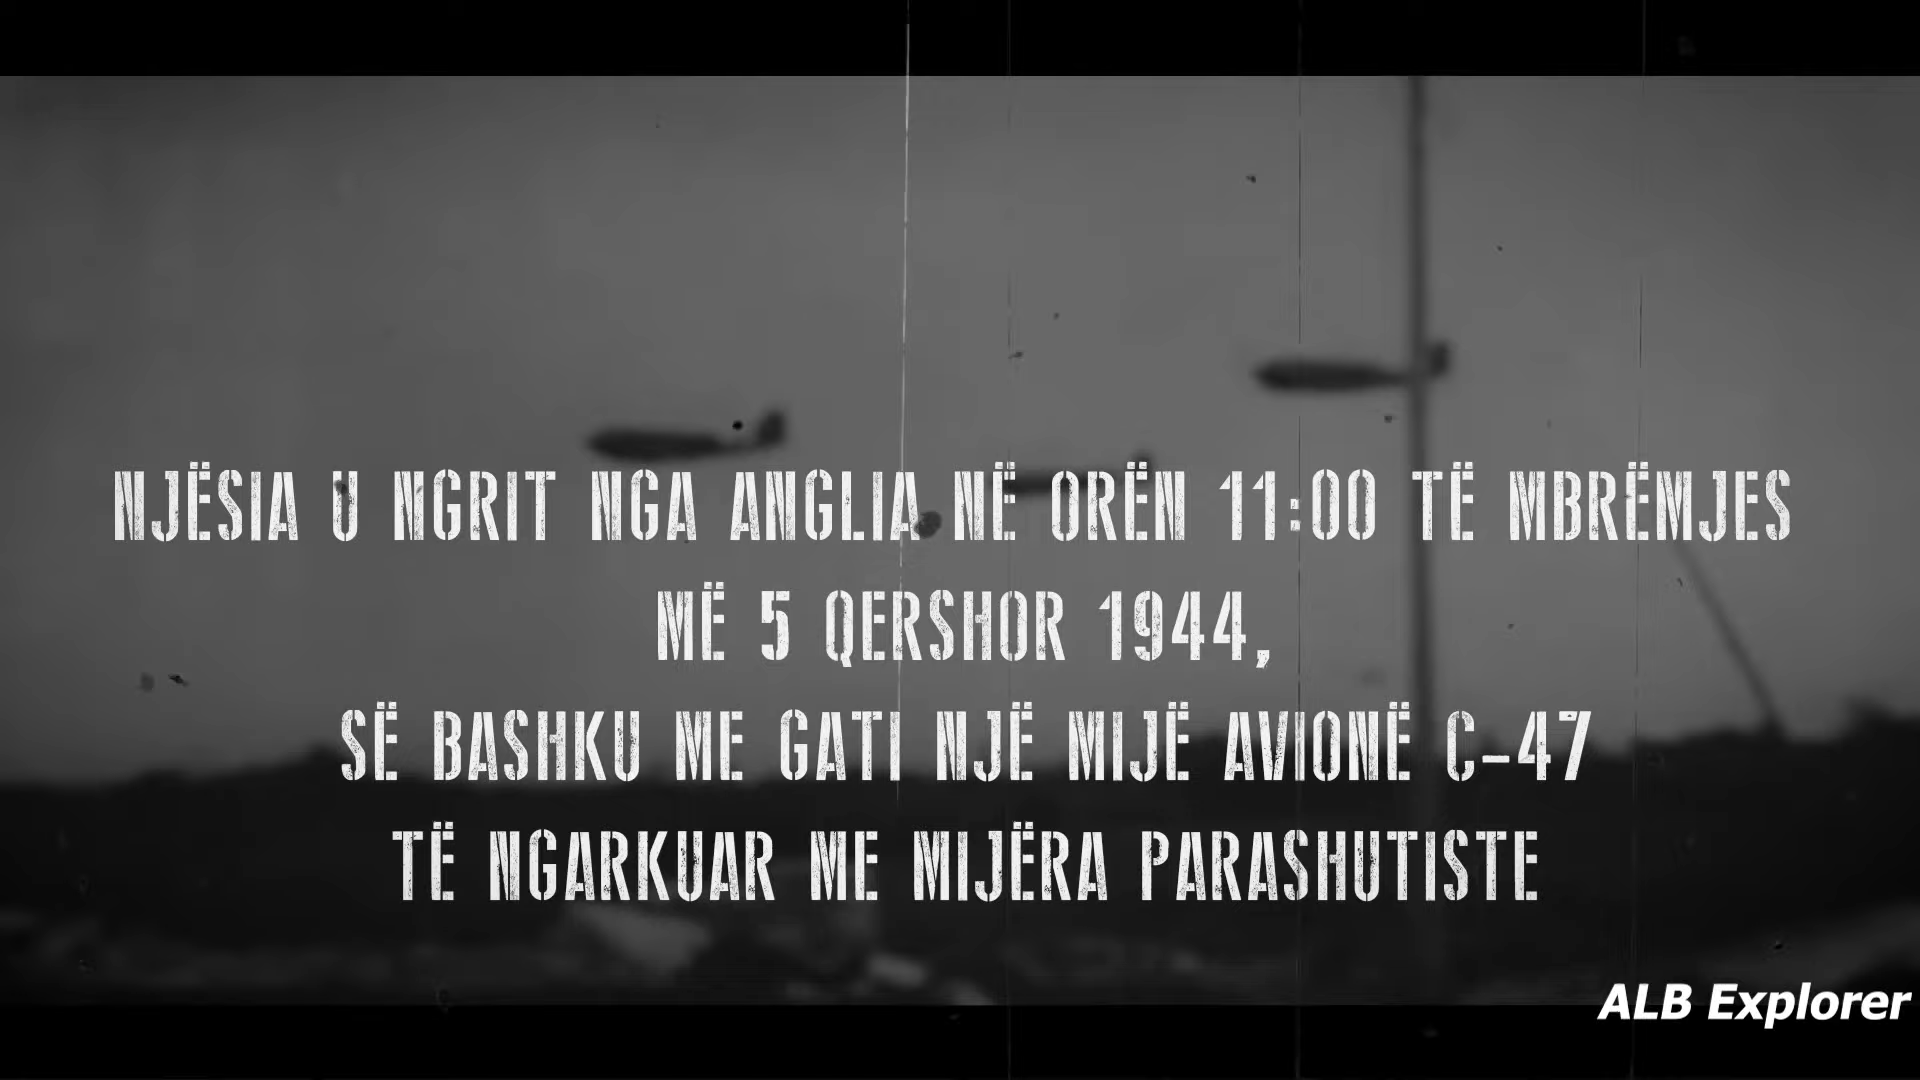 NJËSIA U NGRIT NGA ANGLIA NË ORËN 11:00 TË MBRËMJES
MË 5 QERSHOR 1944,
SË BASHKU ME GATI NJË MIJË AVIONË C-47
TË NGARKUAR ME MIJËRA PARASHUTISTE
ALB Explorer